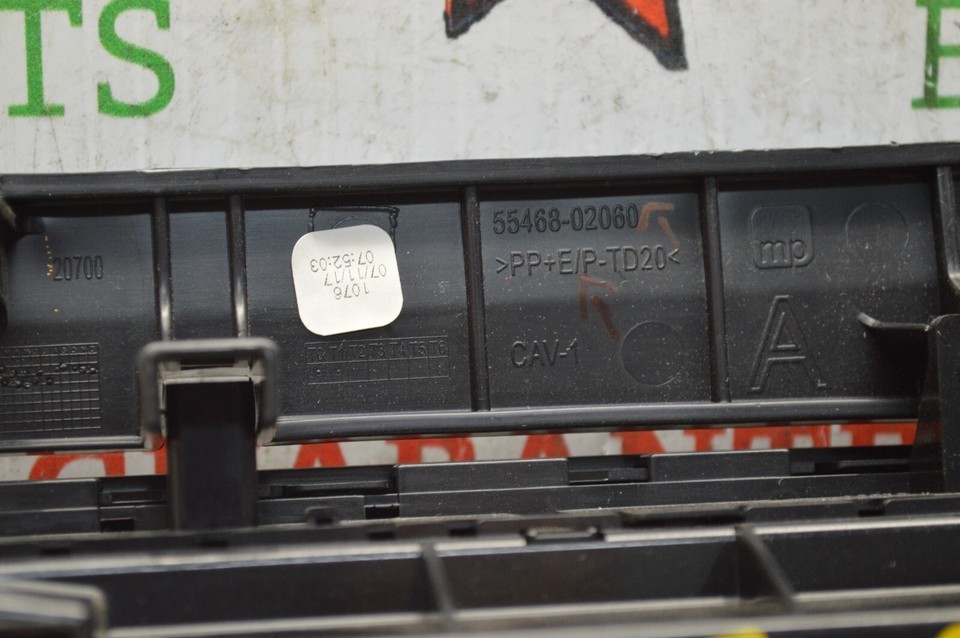 TS
E
20700
1076
07/11/17
07:52:03
55468-02060
>PP+E/P-TD20<
CAV-1
mp
A